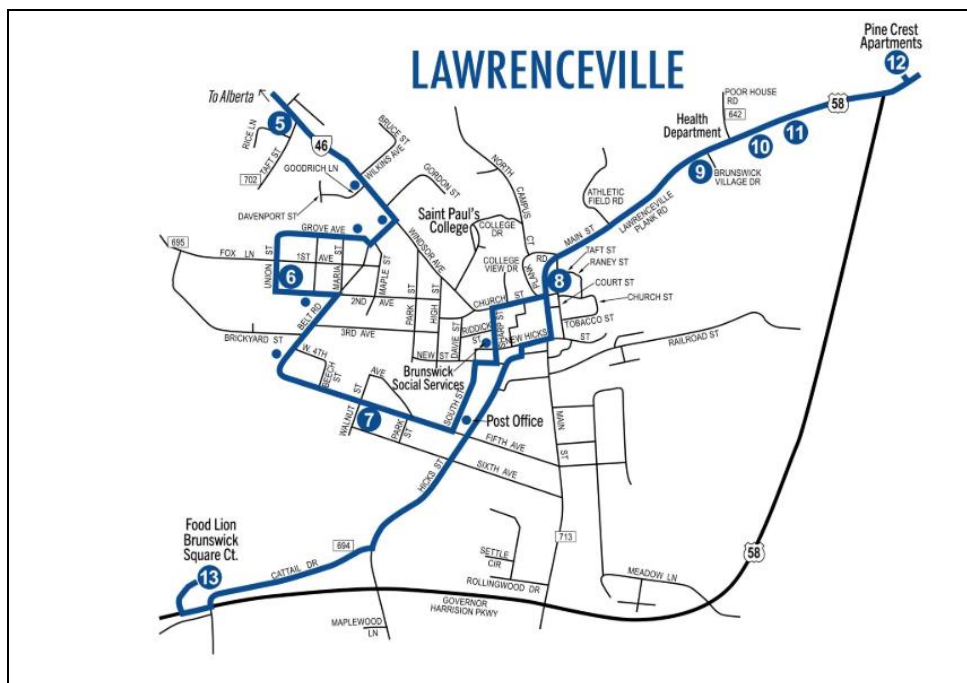 LAWRENCEVILLE
Pine Crest
Apartments
12
To Alberta
5
46
RICE LN
TAFT ST
702
BRUCE ST
WILKINS AVE
GOODRICH LN
DAVENPORT ST
GORDON ST
NORTH CAMPUS CT
Saint Paul's
College
COLLEGE
DR
COLLEGE
VIEW DR
WINDSOR AVE
ATHLETIC
FIELD RD
Health
Department
POOR HOUSE
RD
642
58
9
10
11
BRUNSWICK
VILLAGE DR
LAWRENCEVILLE
PLANK RD
MAIN ST
695
FOX LN
UNION ST
GROVE AVE
1ST AVE
MARIA ST
MAPLE ST
6
2ND AVE
BELT RD
3RD AVE
PARK ST
HIGH ST
DAVIE ST
CHURCH ST
PLANK RD
8
TAFT ST
RANEY ST
COURT ST
CHURCH ST
TOBACCO ST
RIDDICK
ST
SHARP ST
NEW HICKS ST
NEW ST
RAILROAD ST
Brunswick
Social Services
BRICKYARD ST
W. 4TH AVE
BEECH ST
WALNUT ST
7
PARK ST
SOUTH ST
Post Office
FIFTH AVE
SIXTH AVE
MAIN ST
HICKS ST
Food Lion
Brunswick
Square Ct.
13
CATTAIL DR
694
SETTLE
CIR
713
ROLLINGWOOD DR
MEADOW LN
58
GOVERNOR
HARRISION PKWY
MAPLEWOOD
LN